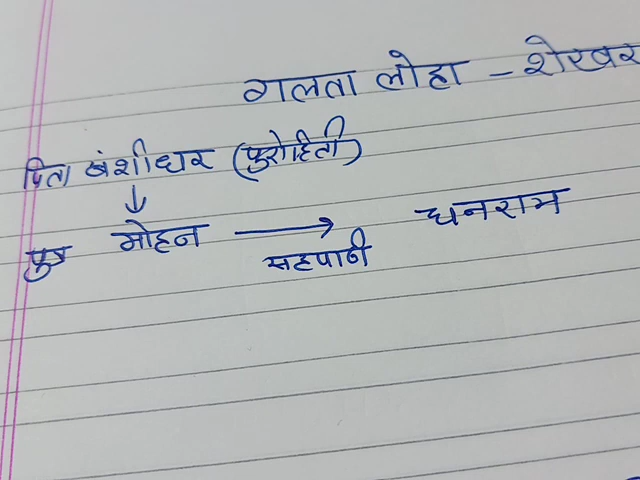 गलता लोहा - शेखर
पिता बंशीधर (पुरोहिती)
↓
पुत्र मोहन → धनराम
सहपाठी